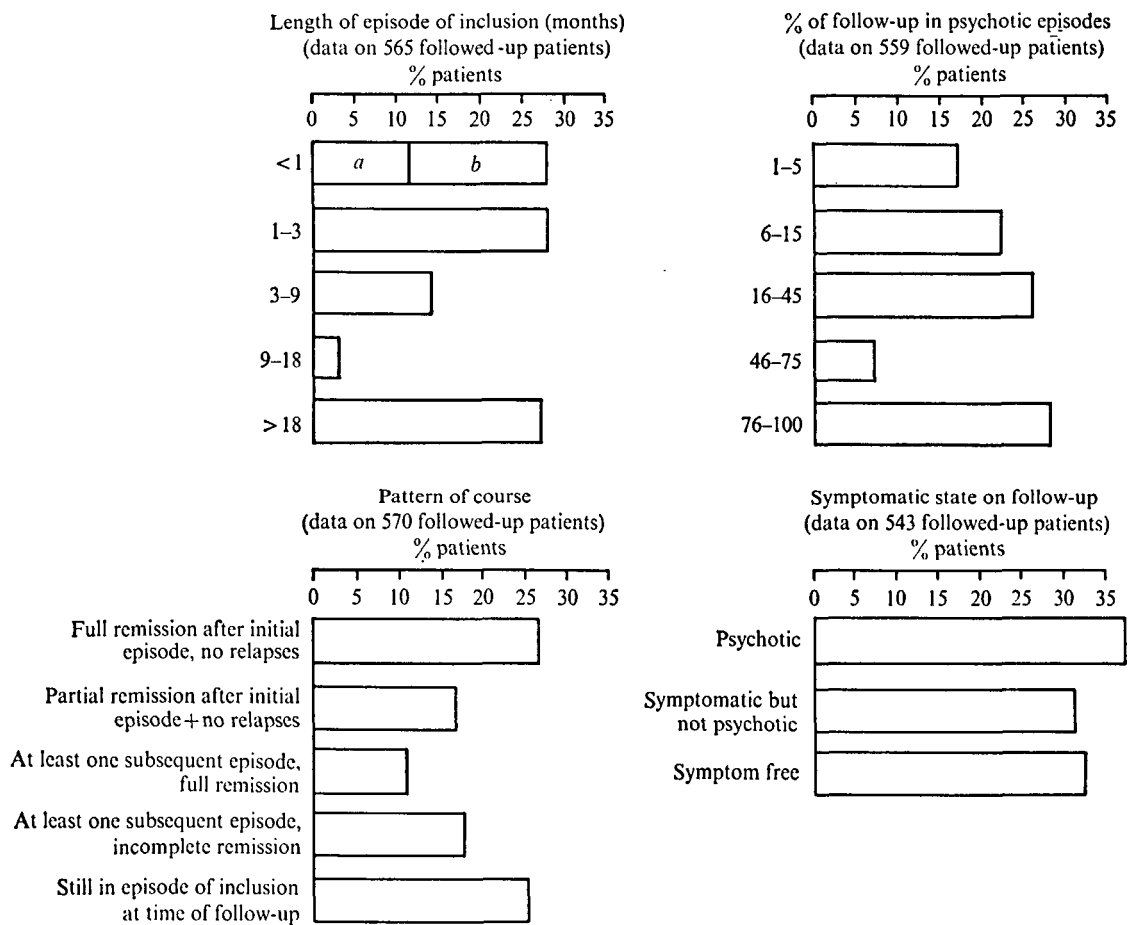 Length of episode of inclusion (months)
(data on 565 followed-up patients)
% patients
0 5 10 15 20 25 30 35
<1
a b
1–3
3–9
9–18
>18
% of follow-up in psychotic episodes
(data on 559 followed-up patients)
% patients
0 5 10 15 20 25 30 35
1–5
6–15
16–45
46–75
76–100
Pattern of course
(data on 570 followed-up patients)
% patients
0 5 10 15 20 25 30 35
Full remission after initial
episode, no relapses
Partial remission after initial
episode+no relapses
At least one subsequent episode,
full remission
At least one subsequent episode,
incomplete remission
Still in episode of inclusion
at time of follow-up
Symptomatic state on follow-up
(data on 543 followed-up patients)
% patients
0 5 10 15 20 25 30 35
Psychotic
Symptomatic but
not psychotic
Symptom free